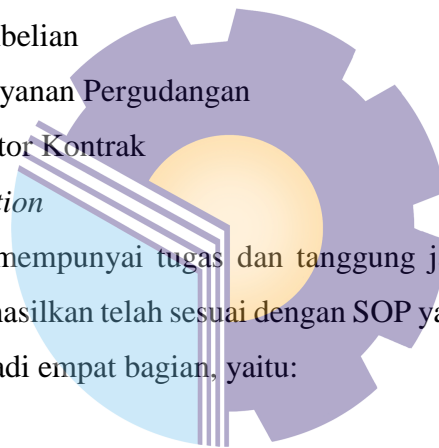 belian
yanan Pergudangan
tor Kontrak
tion
mempunyai tugas dan tanggung j
hasilkan telah sesuai dengan SOP ya
adi empat bagian, yaitu: